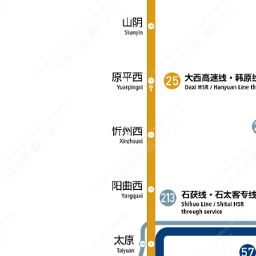 山阴
Shanyin
原平西
Yuanpingxi
25
大西高速线·韩原线
Daxi HSR / Hanyuan Line th
忻州西
Xinzhouxi
阳曲西
Yangquxi
213
石获线·石太客专线
Shihuo Line / Shitai HSR
through service
太原
Taiyuan
57